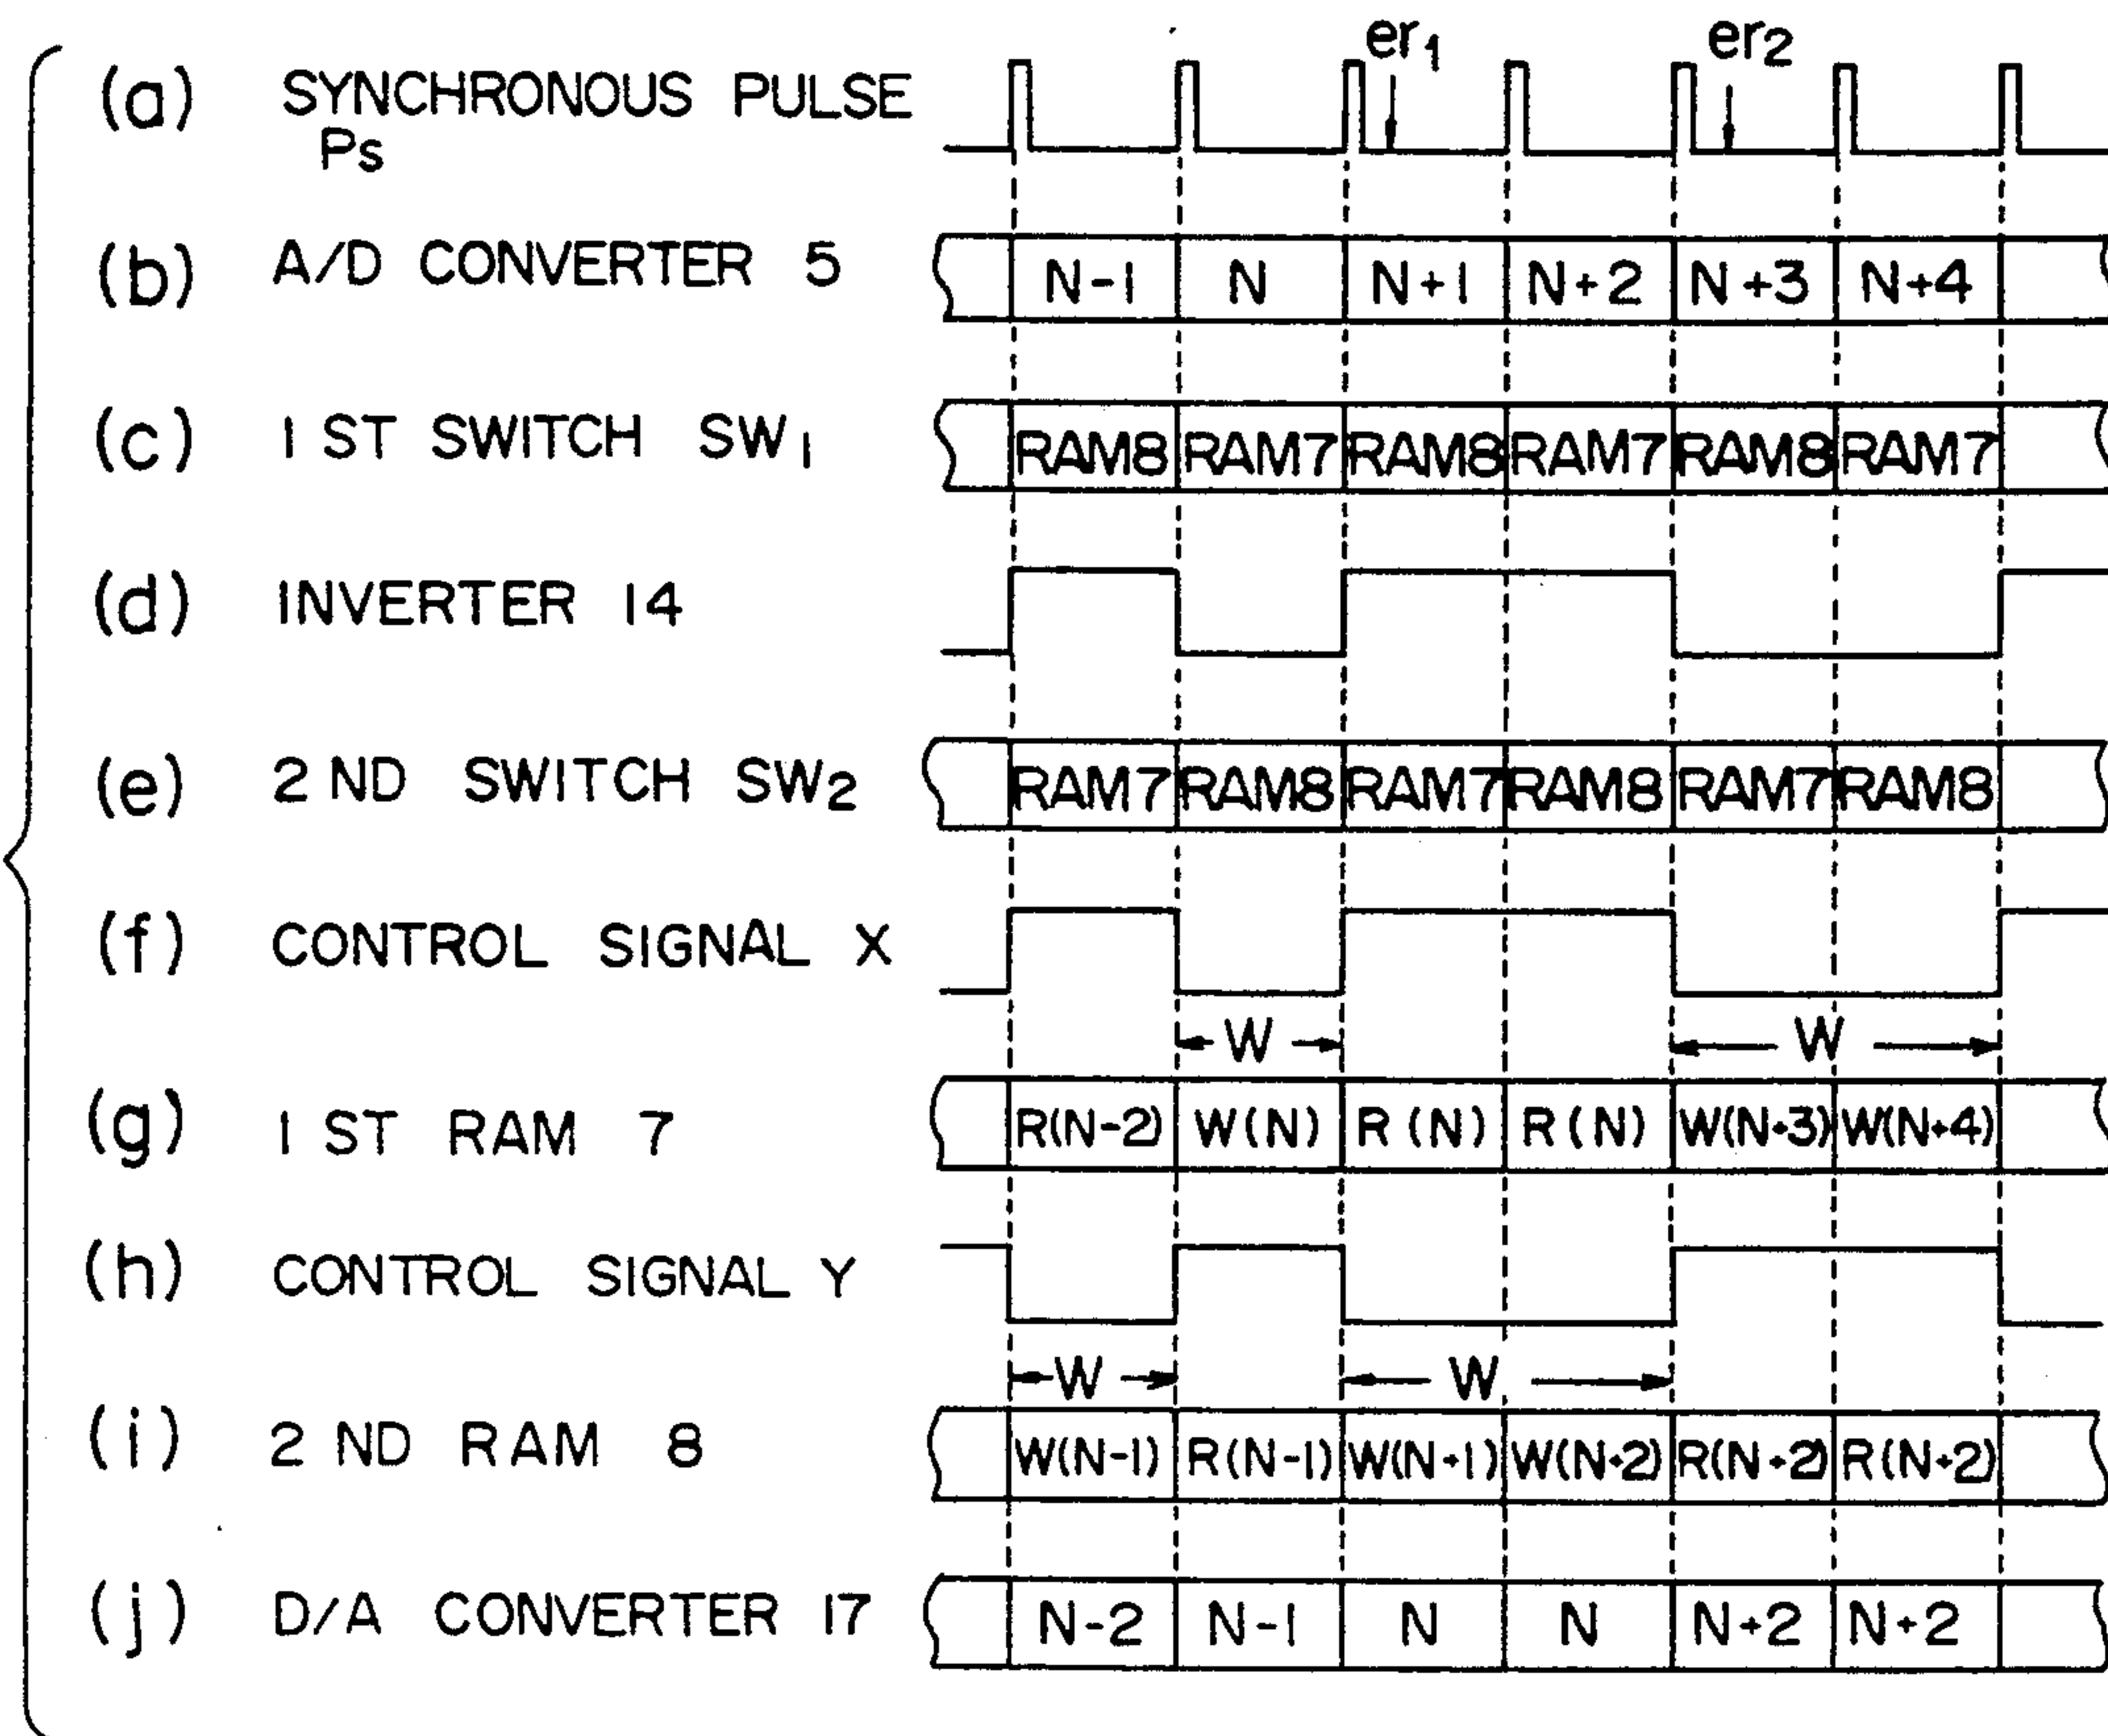 er1 er2
(a) SYNCHRONOUS PULSE
Ps
(b) A/D CONVERTER 5 N-1 N N+1 N+2 N+3 N+4
(c) 1 ST SWITCH SW1 RAM8 RAM7 RAM8 RAM7 RAM8 RAM7
(d) INVERTER 14
(e) 2 ND SWITCH SW2 RAM7 RAM8 RAM7 RAM8 RAM7 RAM8
(f) CONTROL SIGNAL X
W W
(g) 1 ST RAM 7 R(N-2) W(N) R(N) R(N) W(N+3) W(N+4)
(h) CONTROL SIGNAL Y
W W
(i) 2 ND RAM 8 W(N-1) R(N-1) W(N+1) W(N+2) R(N+2) R(N+2)
(j) D/A CONVERTER 17 N-2 N-1 N N N+2 N+2